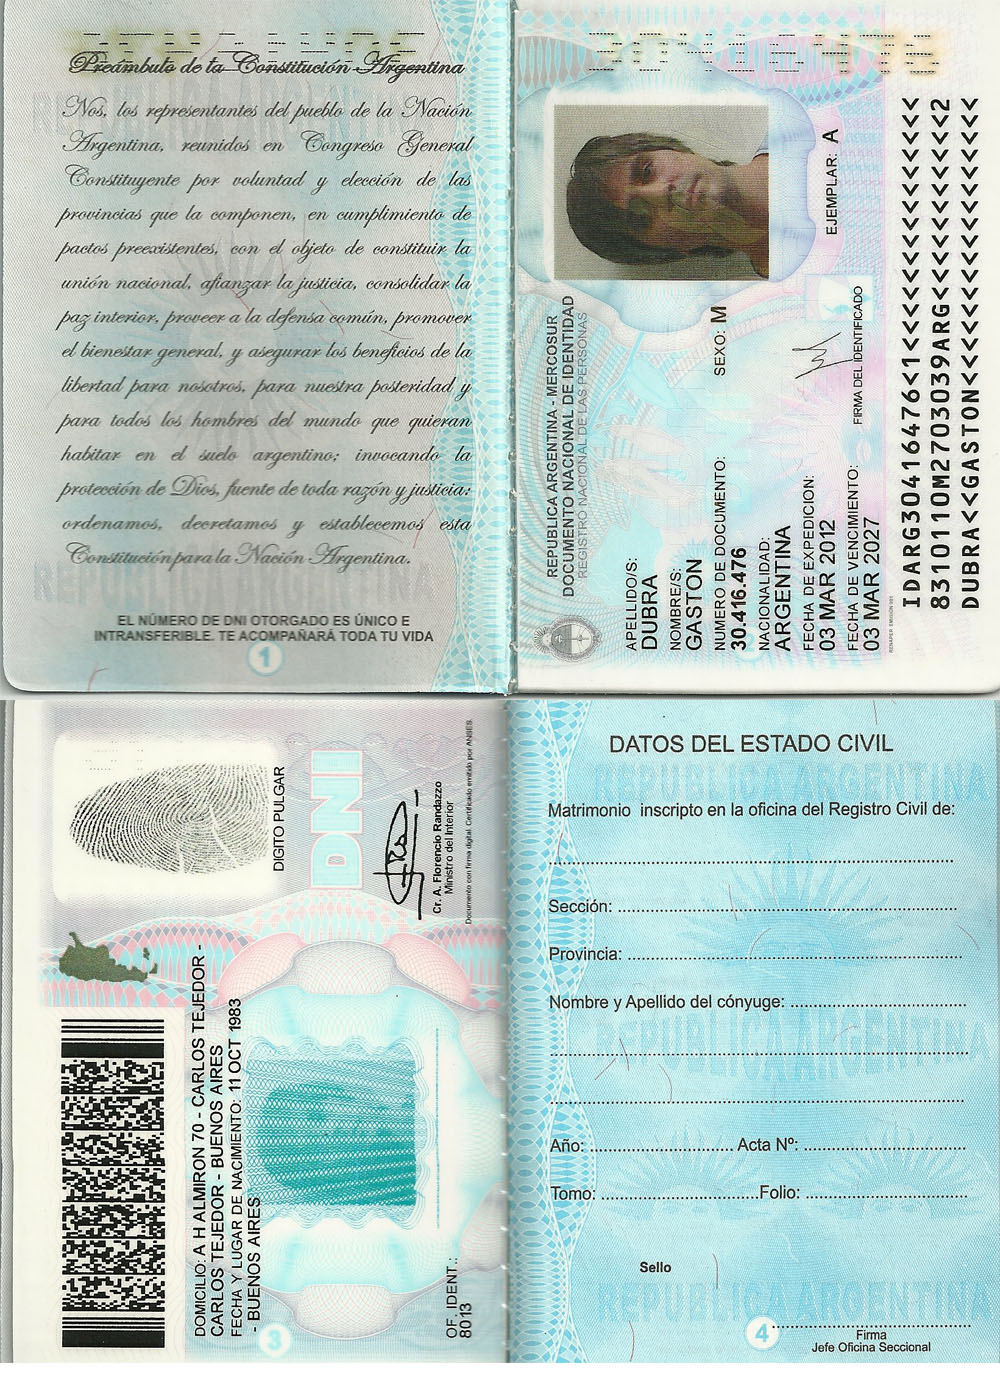 Preámbulo de la Constitución Argentina
Nos, los representantes del pueblo de la Nación
Argentina, reunidos en Congreso General
Constituyente por voluntad y elección de las
provincias que la componen, en cumplimiento de
pactos preexistentes, con el objeto de constituir la
unión nacional, afianzar la justicia, consolidar la
paz interior, proveer a la defensa común, promover
el bienestar general, y asegurar los beneficios de la
libertad para nosotros, para nuestra posteridad y
para todos los hombres del mundo que quieran
habitar en el suelo argentino; invocando la
protección de Dios, fuente de toda razón y justicia:
ordenamos, decretamos y establecemos esta
Constitución para la Nación Argentina.
EL NÚMERO DE DNI OTORGADO ES ÚNICO E
INTRANSFERIBLE. TE ACOMPAÑARÁ TODA TU VIDA
1
REPUBLICA ARGENTINA - MERCOSUR
DOCUMENTO NACIONAL DE IDENTIDAD
REGISTRO NACIONAL DE LAS PERSONAS
APELLIDO/S:
DUBRA
NOMBRE/S:
GASTON
SEXO: M
NUMERO DE DOCUMENTO:
30.416.476
NACIONALIDAD:
ARGENTINA
EJEMPLAR: A
FECHA DE EXPEDICION:
03 MAR 2012
FECHA DE VENCIMIENTO:
03 MAR 2027
FIRMA DEL IDENTIFICADO
IDARG30416476<1<<<<<<<<<<<<<<<
8310110M2703039ARG<<<<<<<<<<<2
DUBRA<<GASTON<<<<<<<<<<<<<<<<<
DIGITO PULGAR
DNI
Cr. A. Florencio Randazzo
Ministro del Interior
Documento con firma digital. Certificado emitido por ANSES.
DOMICILIO: A H ALMIRON 70 - CARLOS TEJEDOR -
CARLOS TEJEDOR - BUENOS AIRES
FECHA Y LUGAR DE NACIMIENTO: 11 OCT 1983
- BUENOS AIRES
OF. IDENT.:
8013
3
DATOS DEL ESTADO CIVIL
REPUBLICA ARGENTINA
Matrimonio inscripto en la oficina del Registro Civil de:
Sección:
Provincia:
Nombre y Apellido del cónyuge:
REPUBLICA ARGENTINA
Año: Acta Nº:
Tomo: Folio:
Sello
REPUBLICA ARGENTINA
4
Firma
Jefe Oficina Seccional